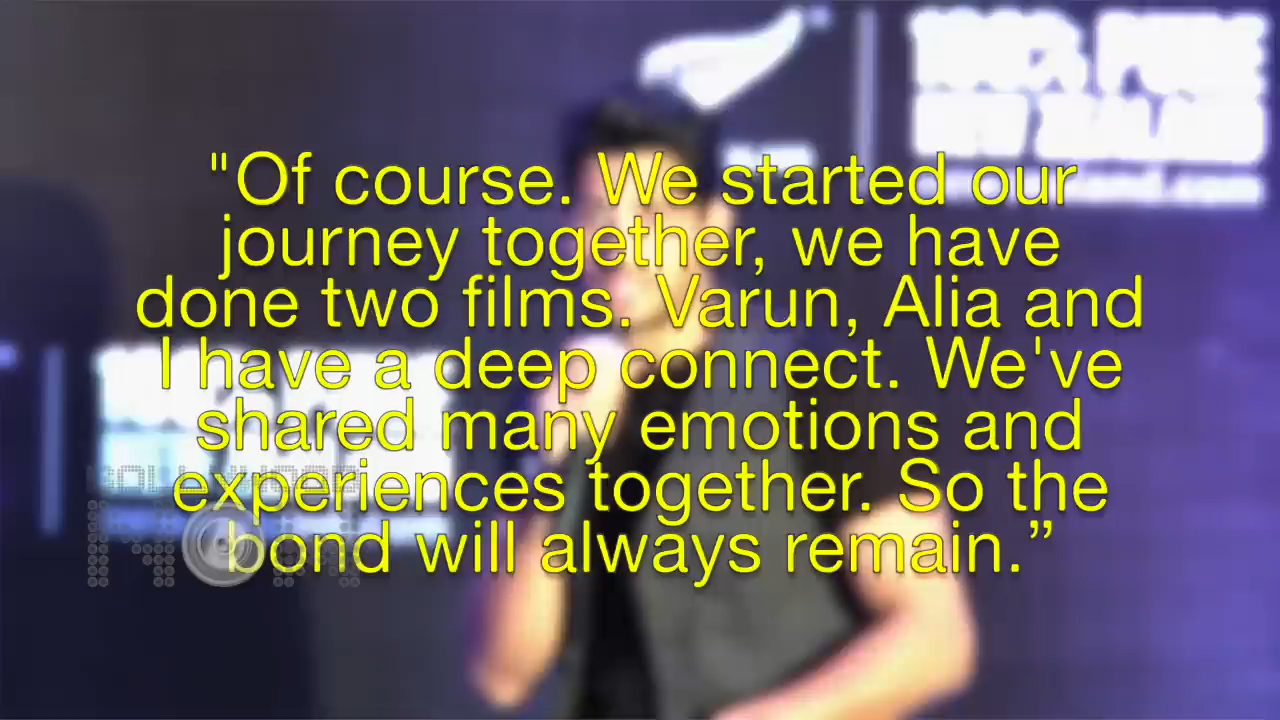 "Of course. We started our
journey together, we have
done two films. Varun, Alia and
I have a deep connect. We've
shared many emotions and
experiences together. So the
bond will always remain.”